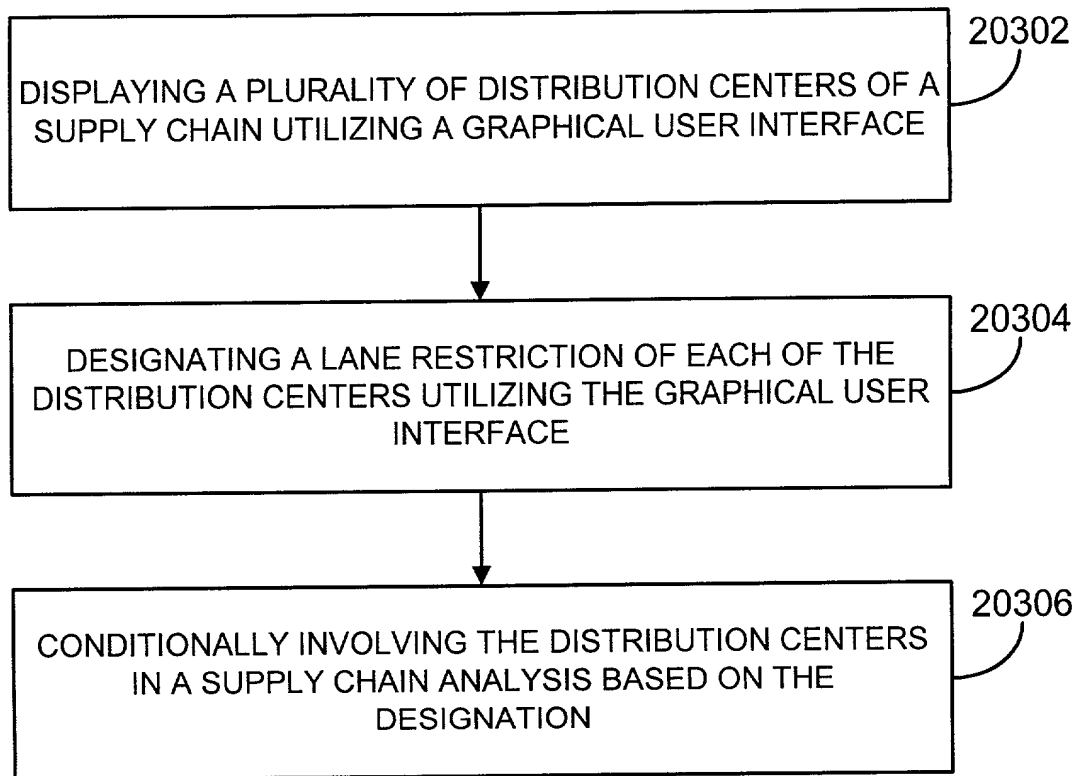 20302
DISPLAYING A PLURALITY OF DISTRIBUTION CENTERS OF A
SUPPLY CHAIN UTILIZING A GRAPHICAL USER INTERFACE
20304
DESIGNATING A LANE RESTRICTION OF EACH OF THE
DISTRIBUTION CENTERS UTILIZING THE GRAPHICAL USER
INTERFACE
20306
CONDITIONALLY INVOLVING THE DISTRIBUTION CENTERS
IN A SUPPLY CHAIN ANALYSIS BASED ON THE
DESIGNATION